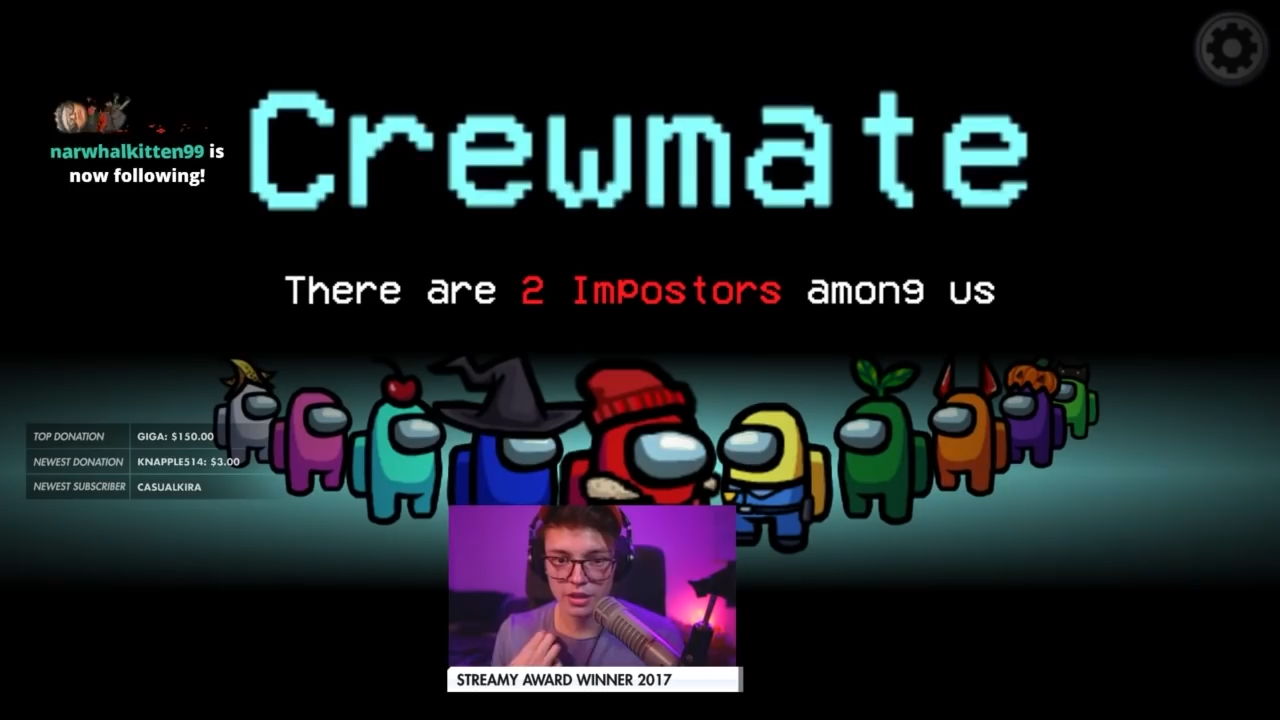 Crewmate
narwhalkitten99 is
now following!
There are 2 Impostors among us
TOP DONATION GIGA: $150.00
NEWEST DONATION KNAPPLE514: $3.00
NEWEST SUBSCRIBER CASUALKIRA
STREAMY AWARD WINNER 2017